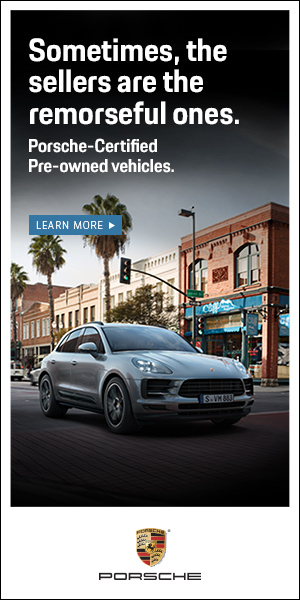 Sometimes, the
sellers are the
remorseful ones.
Porsche-Certified
Pre-owned vehicles.
LEARN MORE
S·VM 883
PORSCHE
PORSCHE